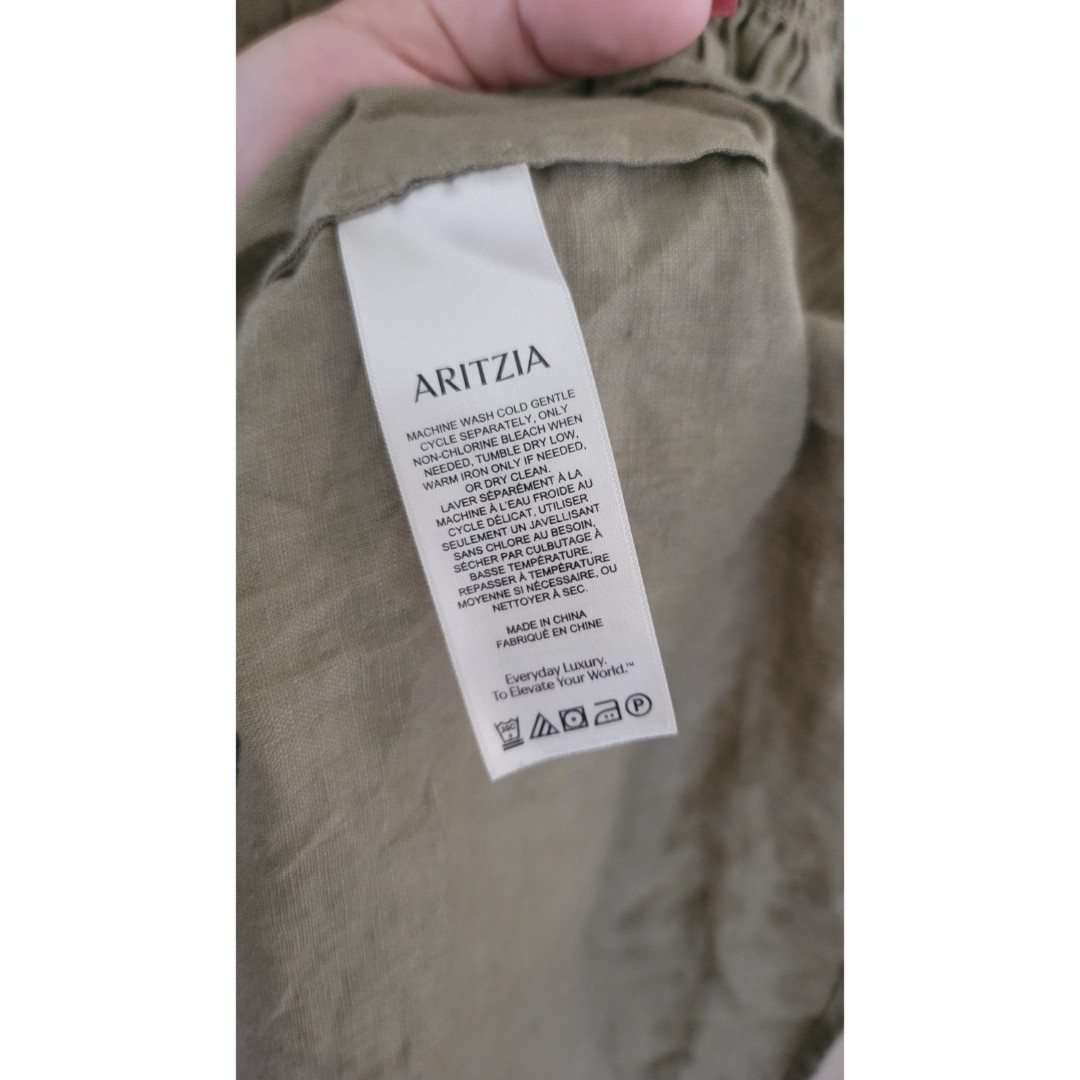 ARITZIA
MACHINE WASH COLD GENTLE
CYCLE SEPARATELY, ONLY
NON-CHLORINE BLEACH WHEN
NEEDED, TUMBLE DRY LOW,
WARM IRON ONLY IF NEEDED,
OR DRY CLEAN.
LAVER SÉPARÉMENT À LA
MACHINE À L'EAU FROIDE AU
CYCLE DÉLICAT, UTILISER
SEULEMENT UN JAVELLISANT
SANS CHLORE AU BESOIN,
SÉCHER PAR CULBUTAGE À
BASSE TEMPÉRATURE,
REPASSER À TEMPÉRATURE
MOYENNE SI NÉCESSAIRE, OU
NETTOYER À SEC.
MADE IN CHINA
FABRIQUÉ EN CHINE
Everyday Luxury.
To Elevate Your World.™
P